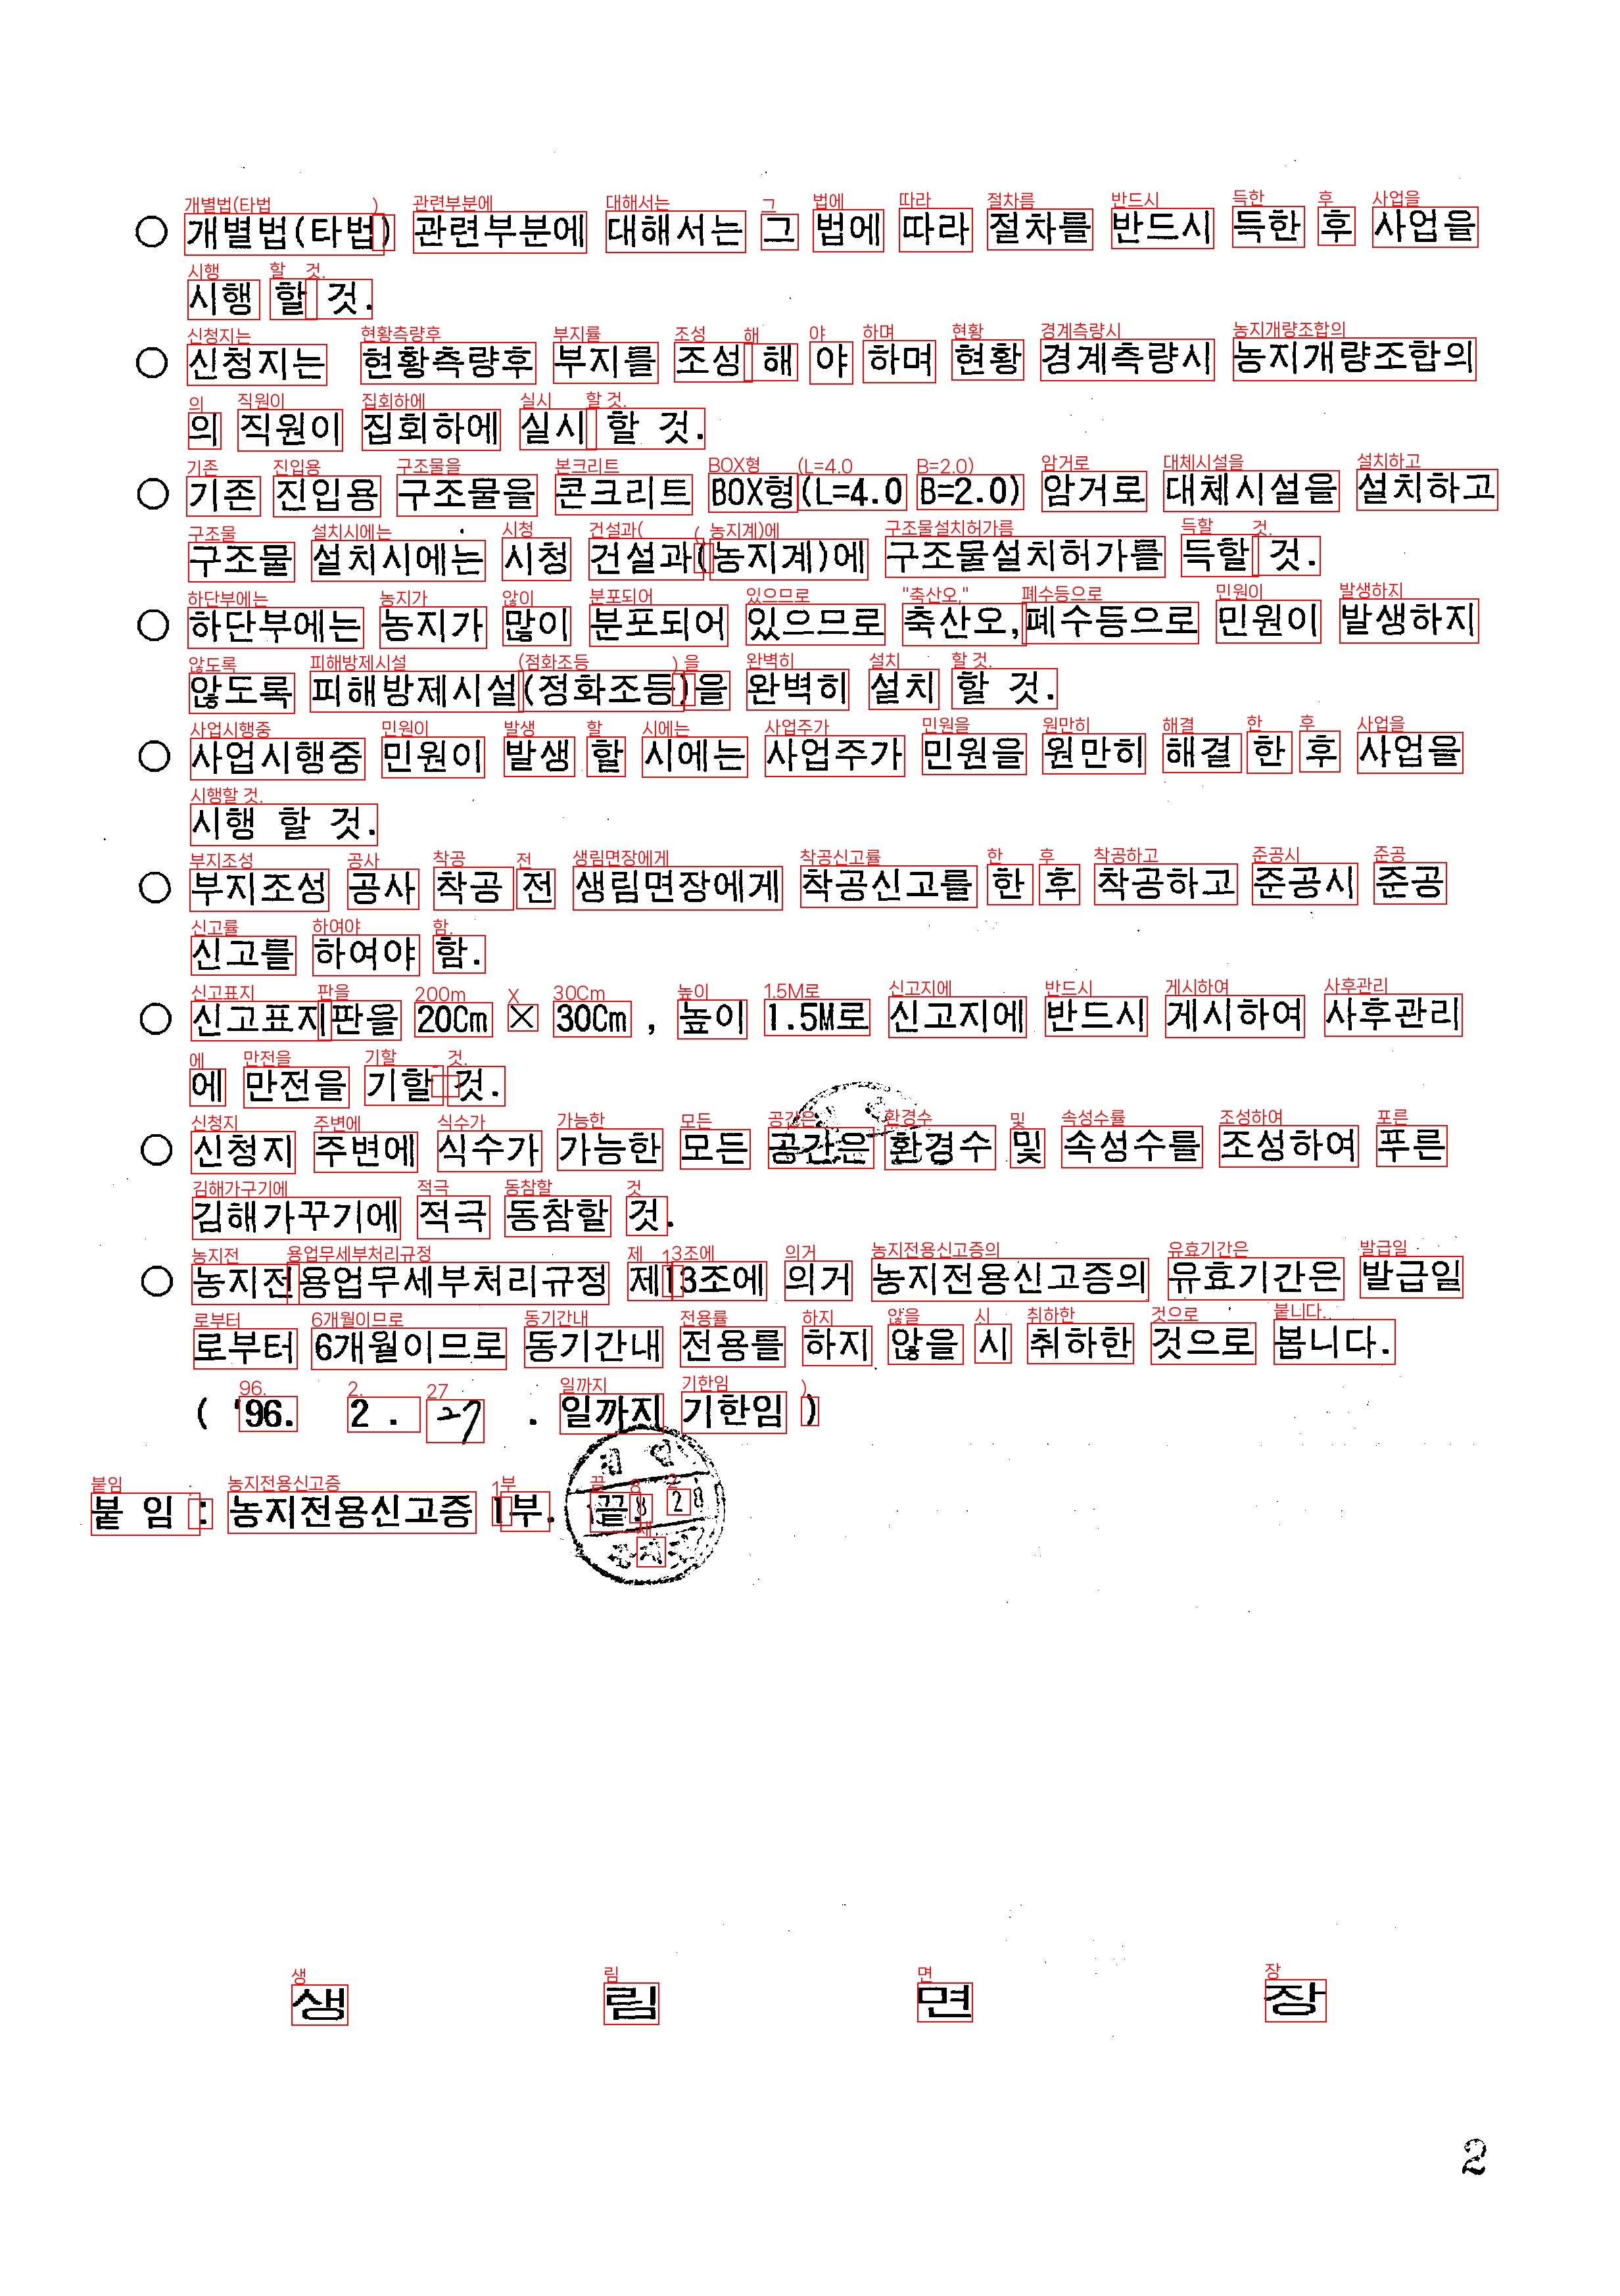 ○ 개별법(타법) 관련부분에 대해서는 그 법에 따라 절차를 반드시 득한 후 사업을
시행 할 것.
○ 신청지는 현황측량후 부지를 조성 해 야 하며 현황 경계측량시 농지개량조합의
의 직원이 집회하에 실시 할 것.
○ 기존 진입용 구조물을 콘크리트 BOX형(L=4.0 B=2.0) 암거로 대체시설을 설치하고
구조물 설치시에는 시청 건설과(농지계)에 구조물설치허가를 득할 것.
○ 하단부에는 농지가 많이 분포되어 있으므로 축산오,폐수등으로 민원이 발생하지
않도록 피해방제시설(정화조등)을 완벽히 설치 할 것.
○ 사업시행중 민원이 발생 할 시에는 사업주가 민원을 원만히 해결 한 후 사업을
시행 할 것.
○ 부지조성 공사 착공 전 생림면장에게 착공신고를 한 후 착공하고 준공시 준공
신고를 하여야 함.
○ 신고표지판을 20Cm × 30Cm , 높이 1.5M로 신고지에 반드시 게시하여 사후관리
에 만전을 기할 것.
○ 신청지 주변에 식수가 가능한 모든 공간은 환경수 및 속성수를 조성하여 푸른
김해가꾸기에 적극 동참할 것.
○ 농지전용업무세부처리규정 제13조에 의거 농지전용신고증의 유효기간은 발급일
로부터 6개월이므로 동기간내 전용를 하지 않을 시 취하한 것으로 봅니다.
( '96. 2 . 27 . 일까지 기한임 )
붙 임 : 농지전용신고증 1부. 끝.
생 림 면 장
2